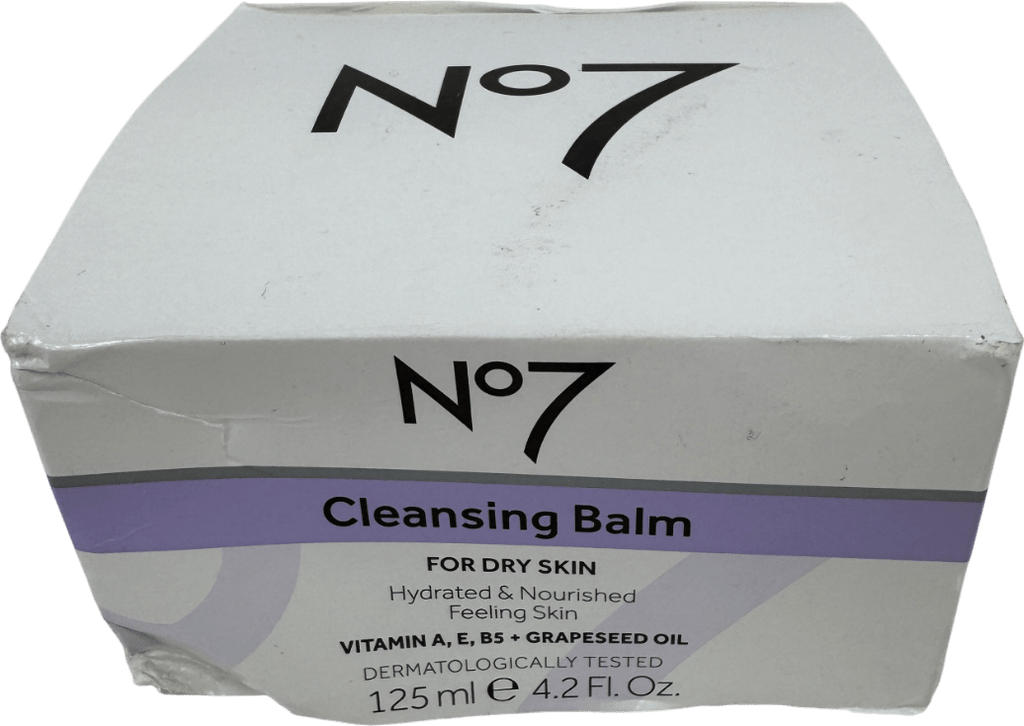 No7
No7
Cleansing Balm
FOR DRY SKIN
Hydrated & Nourished
Feeling Skin
VITAMIN A, E, B5 + GRAPESEED OIL
DERMATOLOGICALLY TESTED
125 ml ℮ 4.2 Fl. Oz.